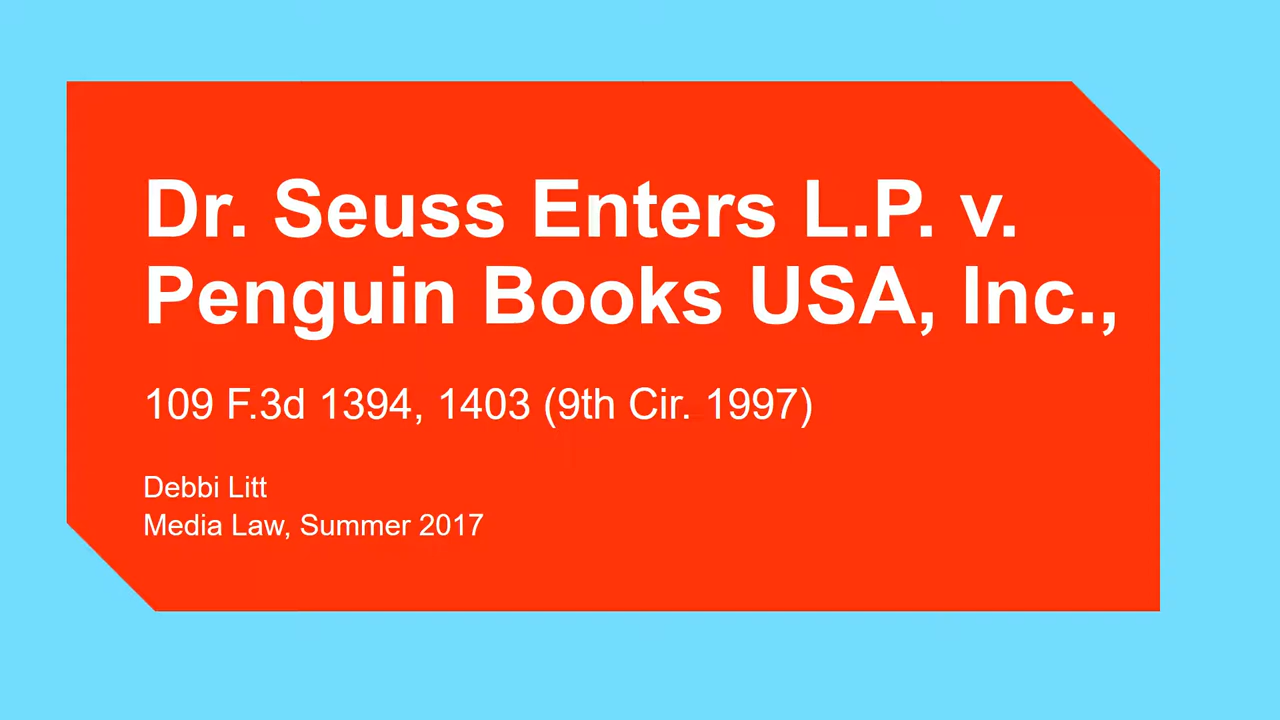 Dr. Seuss Enters L.P. v.
Penguin Books USA, Inc.,
109 F.3d 1394, 1403 (9th Cir. 1997)
Debbi Litt
Media Law, Summer 2017